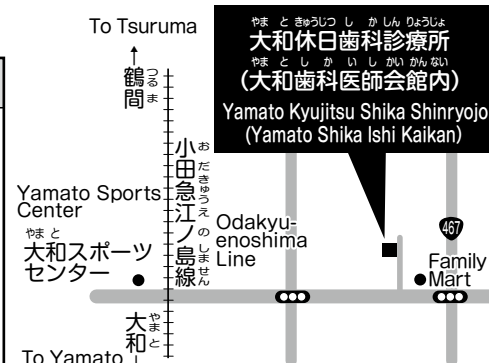 To Tsuruma
つる ま
鶴間
やま と きゅうじつ し か しん りょうじょ
大和休日歯科診療所
やま と し か い し かい かん ない
(大和歯科医師会館内)
Yamato Kyujitsu Shika Shinryojo
(Yamato Shika Ishi Kaikan)
お だ きゅう え の しま せん
小田急江ノ島線
Odakyu-
enoshima
Line
Yamato Sports
Center
やま と
大和スポーツ
センター
467
Family
Mart
やま と
大和
To Yamato